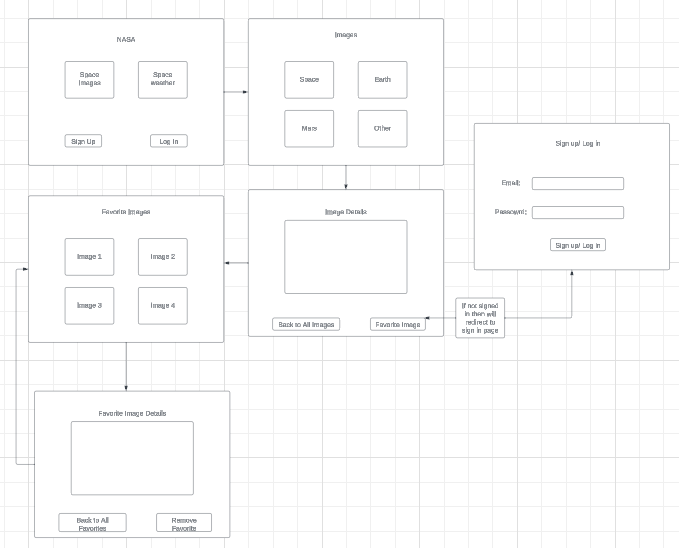 NASA
Space
Images
Space
weather
Sign Up
Log In
Images
Space
Earth
Mars
Other
Sign up/ Log in
Email:
Password:
Sign up/ Log in
Favorite Images
Image 1
Image 2
Image 3
Image 4
Image Details
Back to All Images
Favorite Image
If not signed
in then will
redirect to
sign in page
Favorite Image Details
Back to All
Favorites
Remove
Favorite